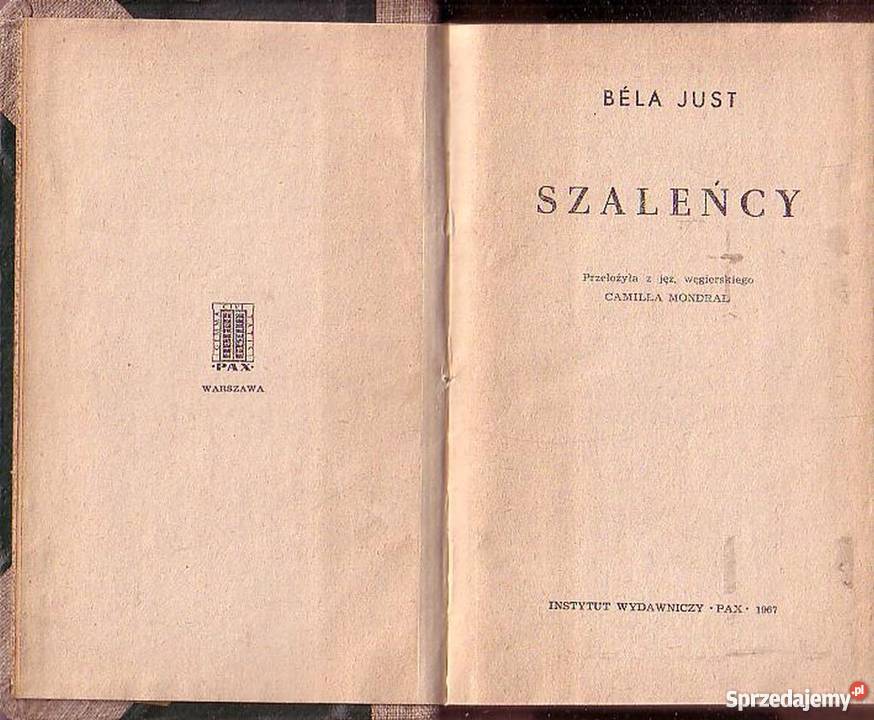 ·PAX·
WARSZAWA
BÉLA JUST
SZALEŃCY
Przełożyła z jęz. węgierskiego
CAMILLA MONDRAL
INSTYTUT WYDAWNICZY ·PAX· 1967
Sprzedajemy.pl